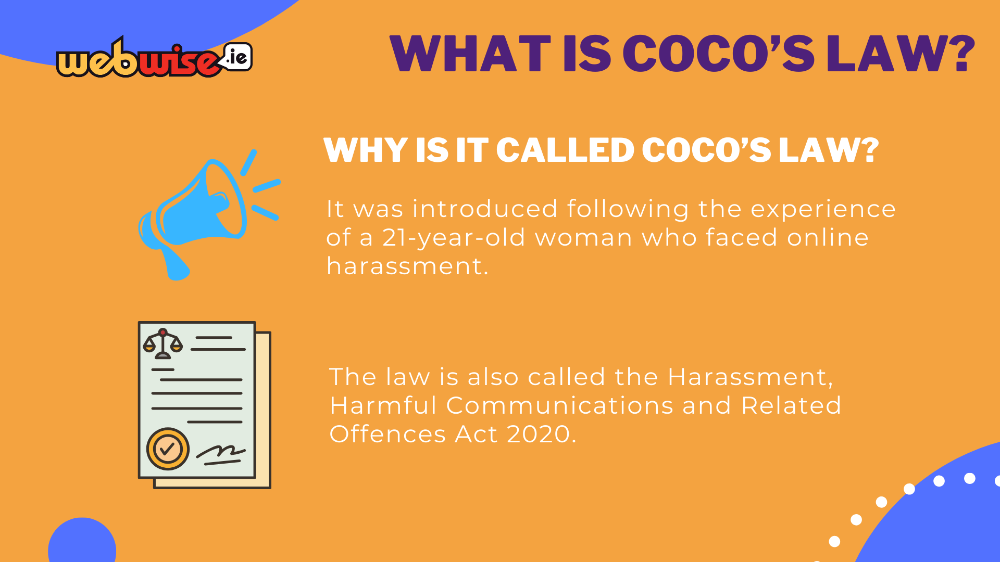 webwise.ie
WHAT IS COCO’S LAW?
WHY IS IT CALLED COCO’S LAW?
It was introduced following the experience
of a 21-year-old woman who faced online
harassment.
The law is also called the Harassment,
Harmful Communications and Related
Offences Act 2020.